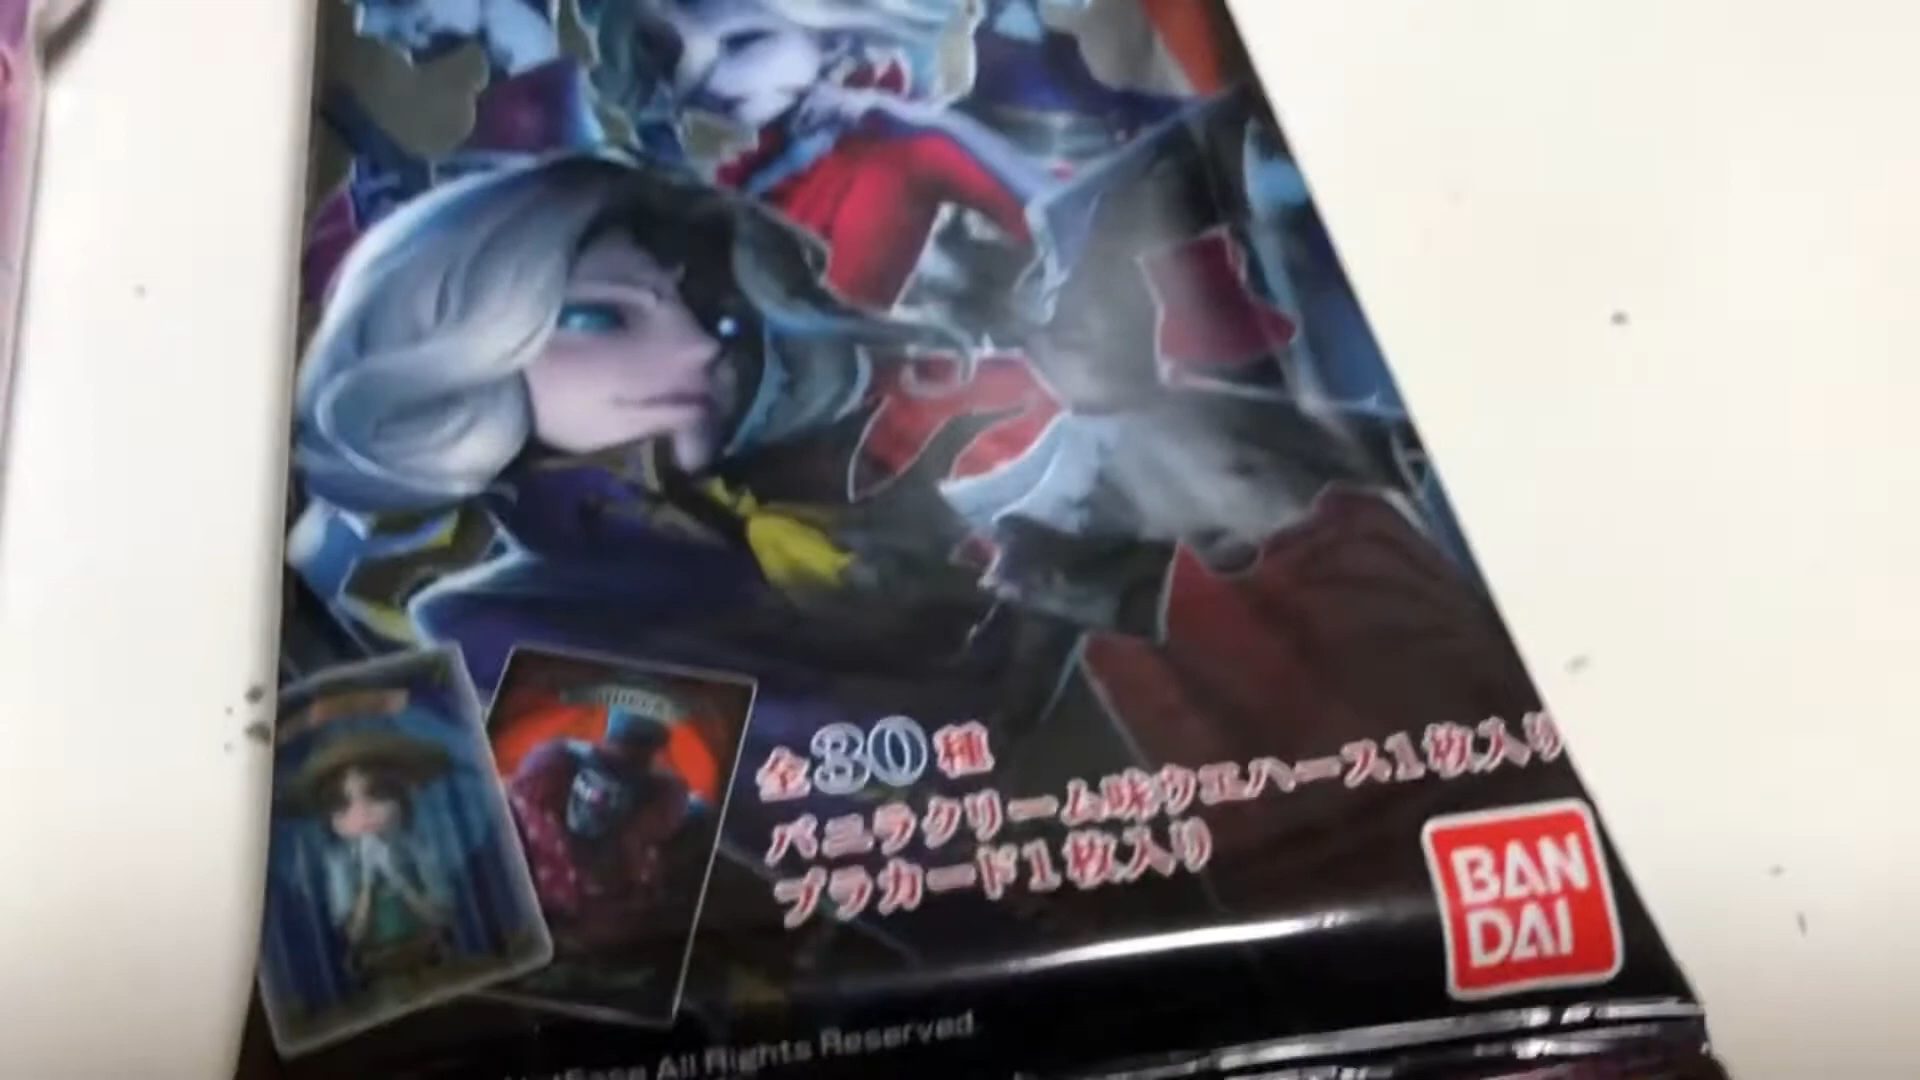 全30種
バニラクリーム味ウエハース1枚入り
プラカード1枚入り
BAN
DAI
NetEase All Rights Reserved